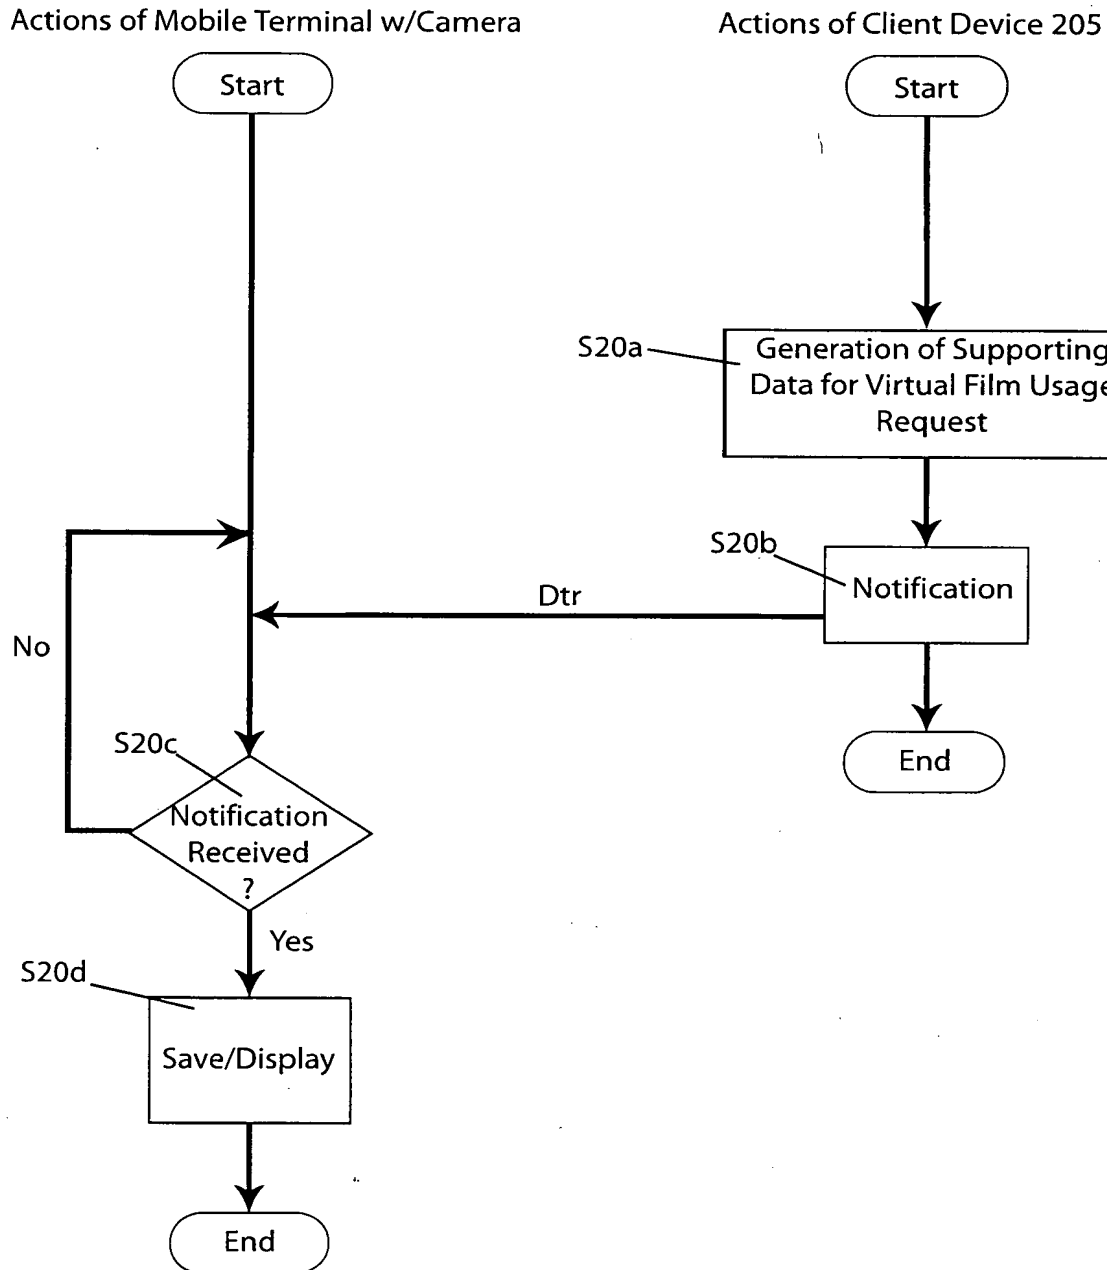 Actions of Mobile Terminal w/Camera
Actions of Client Device 205
Start
Start
S20a
Generation of Supporting
Data for Virtual Film Usage
Request
S20b
Notification
Dtr
No
End
S20c
Notification
Received
?
Yes
S20d
Save/Display
End